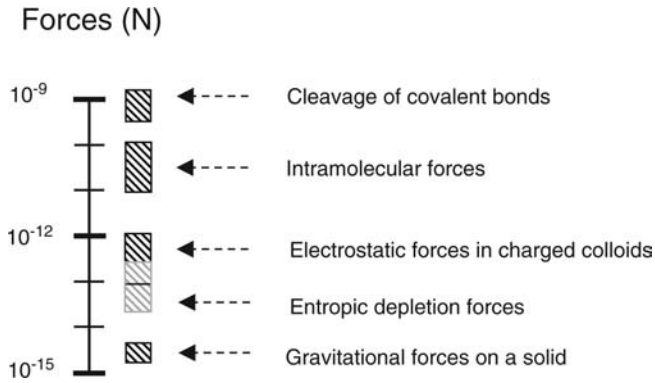 Forces (N)
10⁻⁹
Cleavage of covalent bonds
Intramolecular forces
10⁻¹²
Electrostatic forces in charged colloids
Entropic depletion forces
Gravitational forces on a solid
10⁻¹⁵